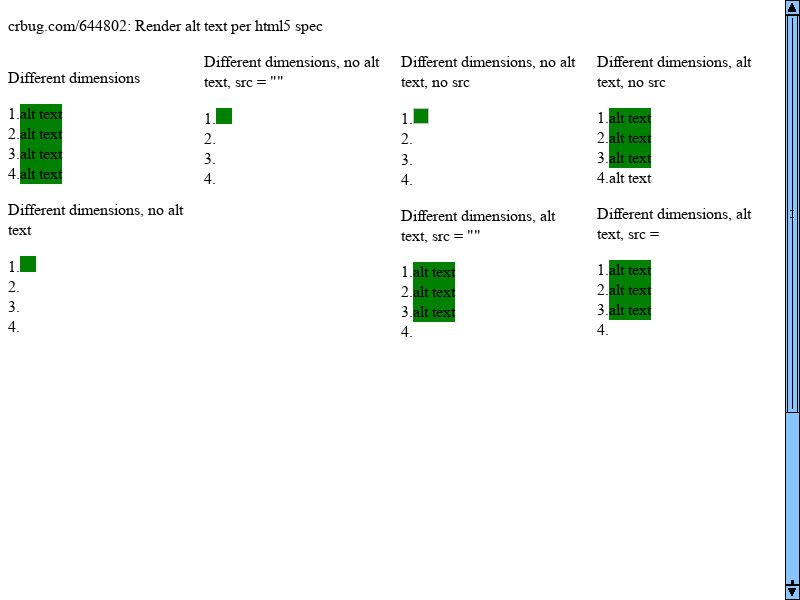 crbug.com/644802: Render alt text per html5 spec
Different dimensions
1.alt text
2.alt text
3.alt text
4.alt text
Different dimensions, no alt
text
1.
2.
3.
4.
Different dimensions, no alt
text, src = ""
1.
2.
3.
4.
Different dimensions, no alt
text, no src
1.
2.
3.
4.
Different dimensions, alt
text, src = ""
1.alt text
2.alt text
3.alt text
4.
Different dimensions, alt
text, no src
1.alt text
2.alt text
3.alt text
4.alt text
Different dimensions, alt
text, src =
1.alt text
2.alt text
3.alt text
4.